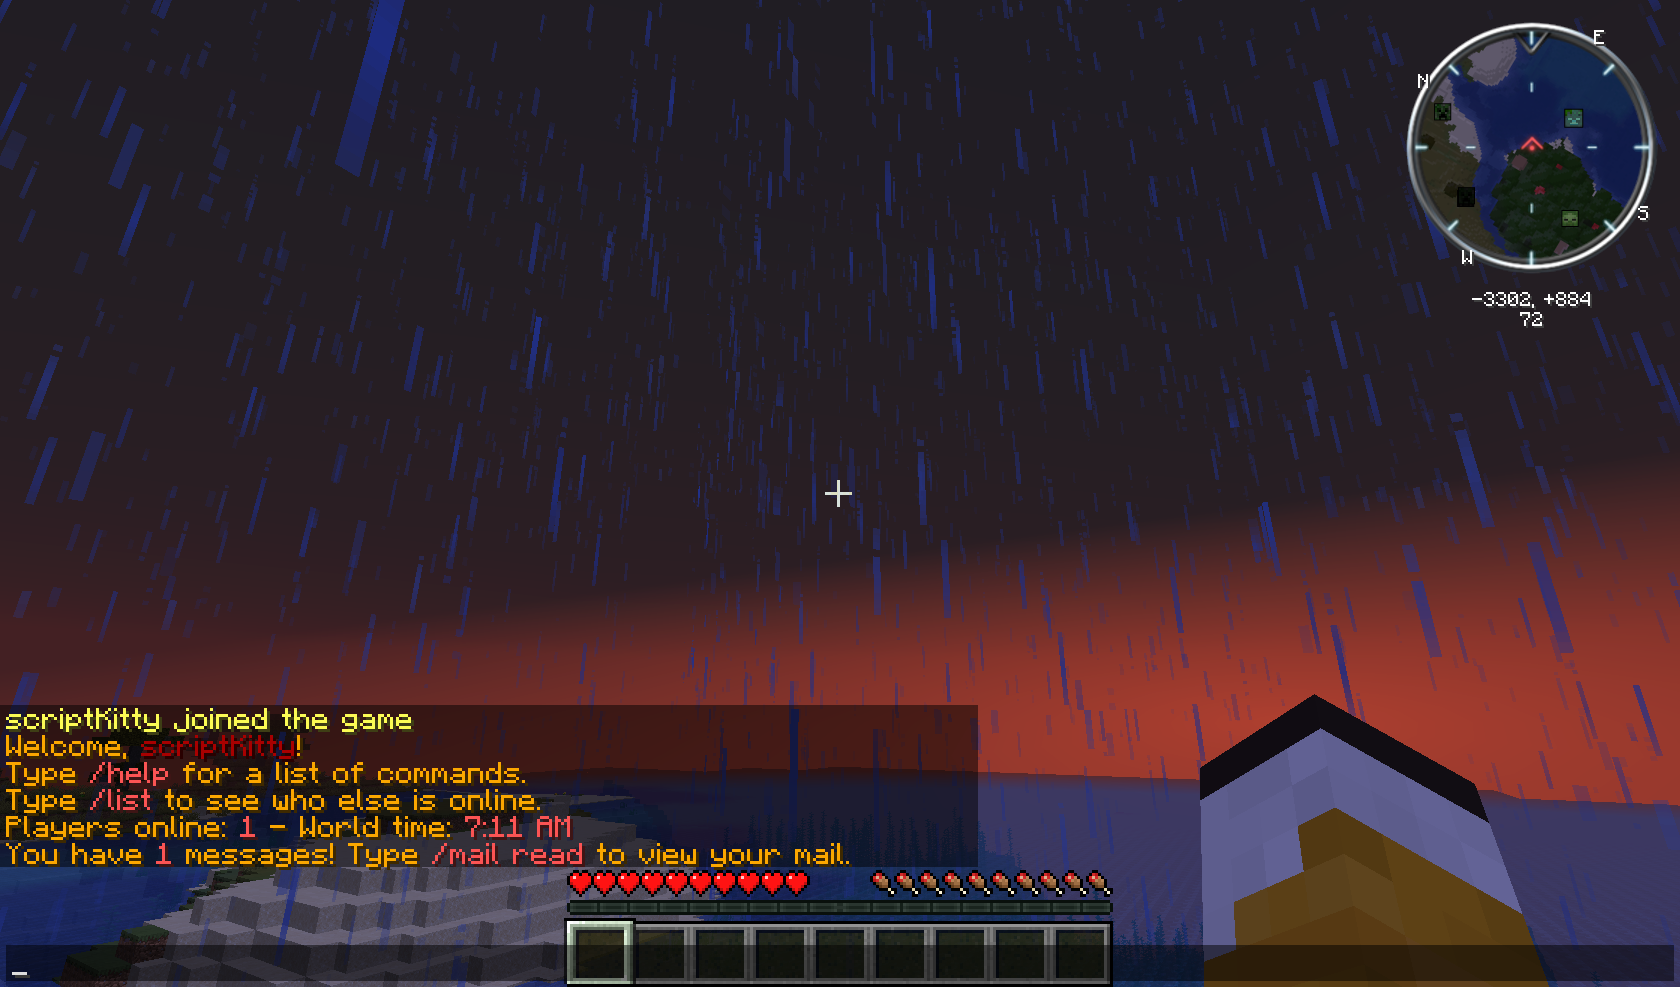 E
N
S
W
-3302, +884
72
scriptKitty joined the game
Welcome, scriptKitty!
Type /help for a list of commands.
Type /list to see who else is online.
Players online: 1 - World time: 7:11 AM
You have 1 messages! Type /mail read to view your mail.
_